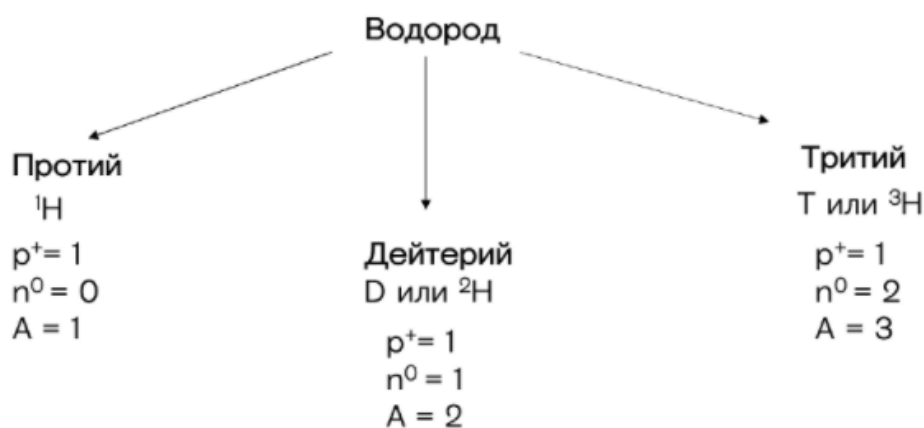 Водород
Протий
¹H
p⁺= 1
n⁰ = 0
A = 1
Дейтерий
D или ²H
p⁺= 1
n⁰ = 1
A = 2
Тритий
T или ³H
p⁺= 1
n⁰ = 2
A = 3